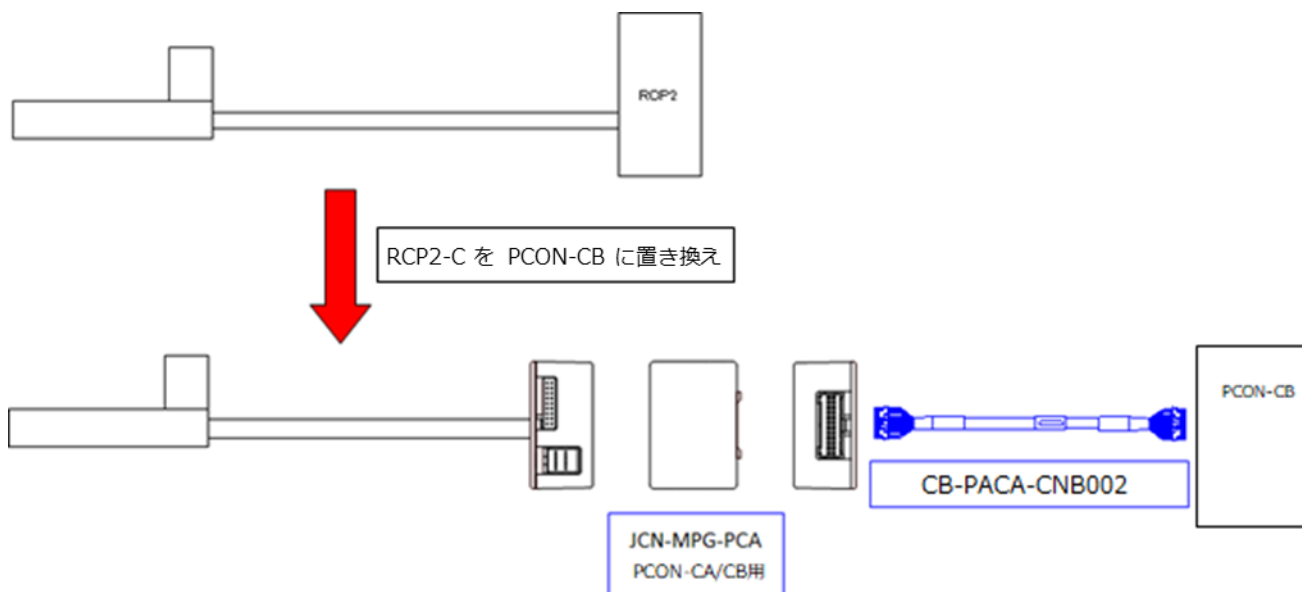 RCP2
RCP2-C を PCON-CB に置き換え
PCON-CB
CB-PACA-CNB002
JCN-MPG-PCA
PCON-CA/CB用